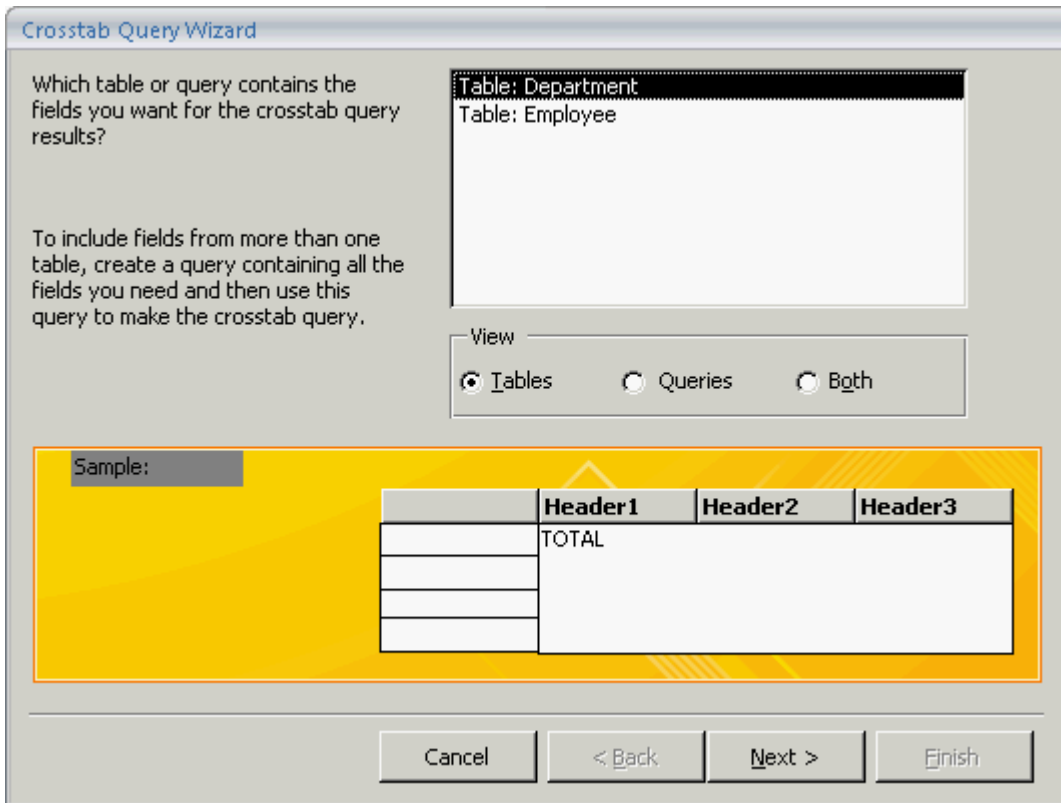 Crosstab Query Wizard
Which table or query contains the
fields you want for the crosstab query
results?
To include fields from more than one
table, create a query containing all the
fields you need and then use this
query to make the crosstab query.
Table: Department
Table: Employee
View
Tables
Queries
Both
Sample:
Header1 Header2 Header3
TOTAL
Cancel
< Back
Next >
Finish